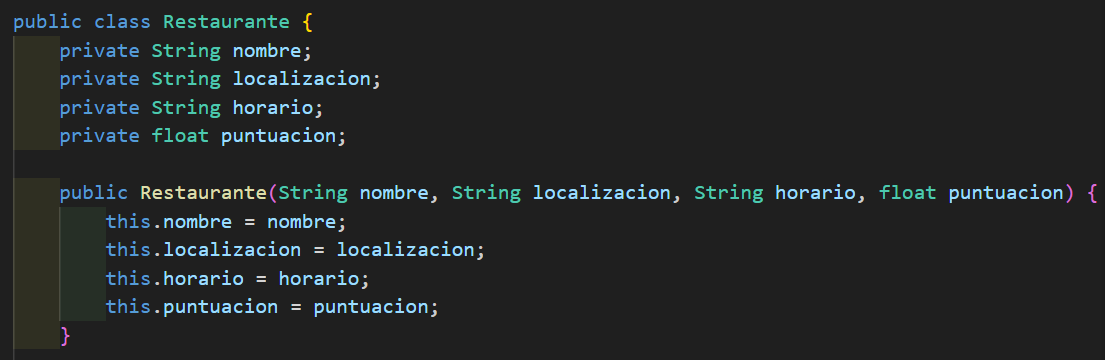 public class Restaurante {
    private String nombre;
    private String localizacion;
    private String horario;
    private float puntuacion;

    public Restaurante(String nombre, String localizacion, String horario, float puntuacion) {
        this.nombre = nombre;
        this.localizacion = localizacion;
        this.horario = horario;
        this.puntuacion = puntuacion;
    }